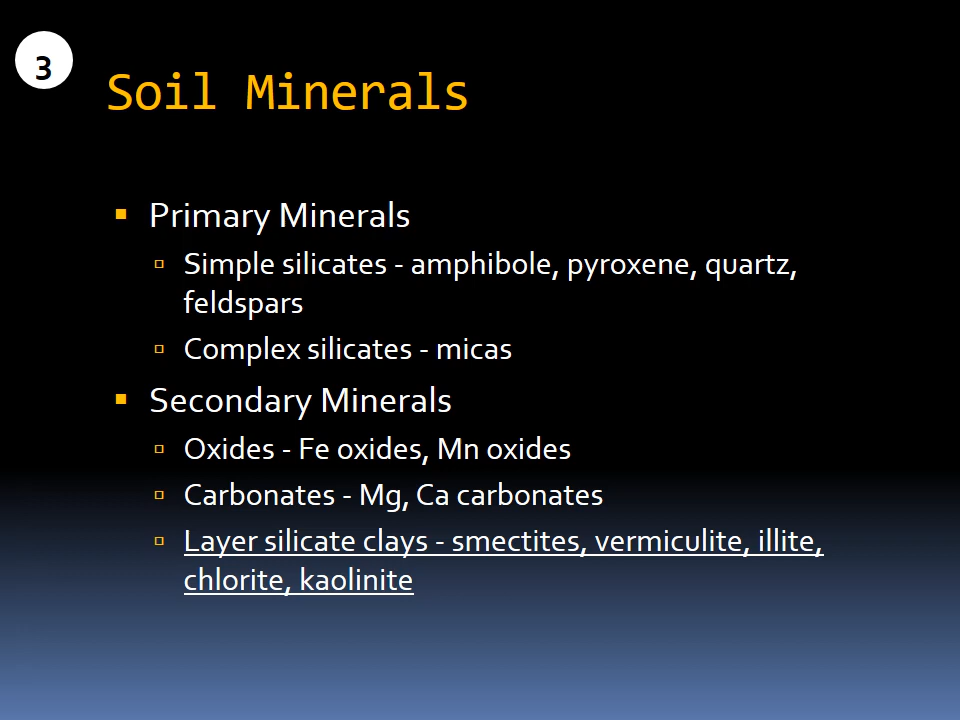 3
Soil Minerals
Primary Minerals
Simple silicates - amphibole, pyroxene, quartz,
feldspars
Complex silicates - micas
Secondary Minerals
Oxides - Fe oxides, Mn oxides
Carbonates - Mg, Ca carbonates
Layer silicate clays - smectites, vermiculite, illite,
chlorite, kaolinite